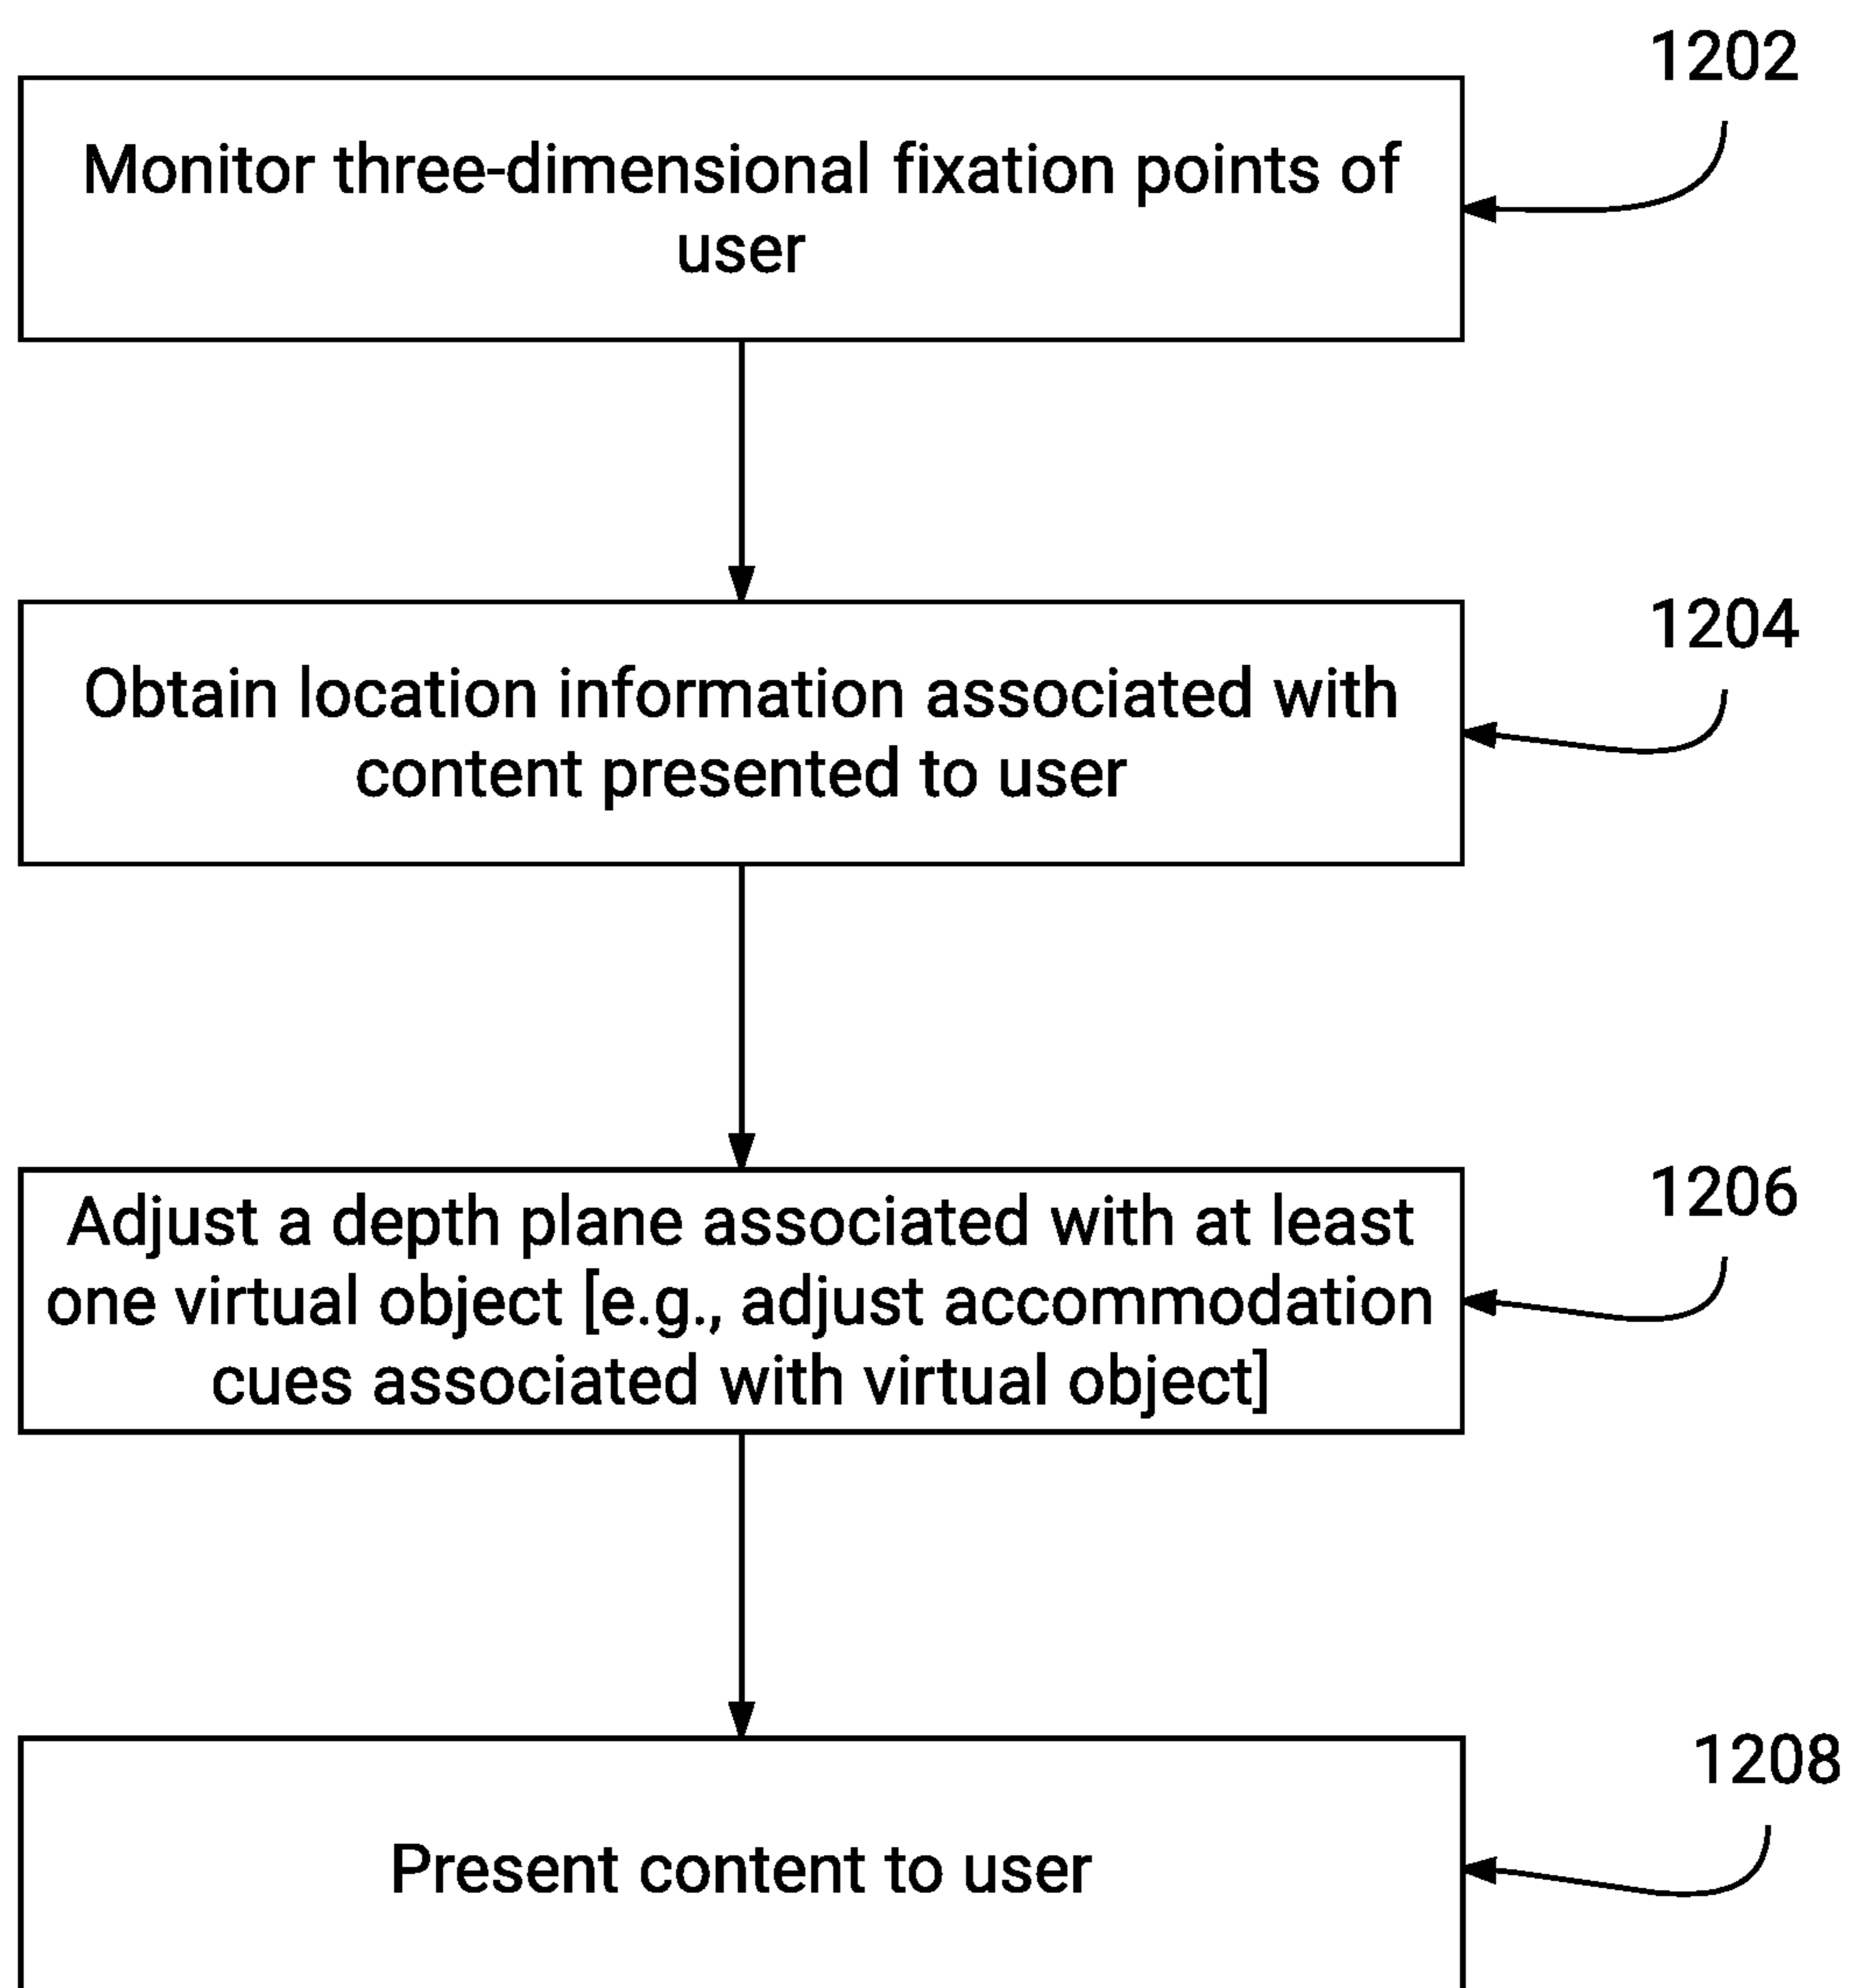 1202
Monitor three-dimensional fixation points of
user
1204
Obtain location information associated with
content presented to user
1206
Adjust a depth plane associated with at least
one virtual object [e.g., adjust accommodation
cues associated with virtual object]
1208
Present content to user